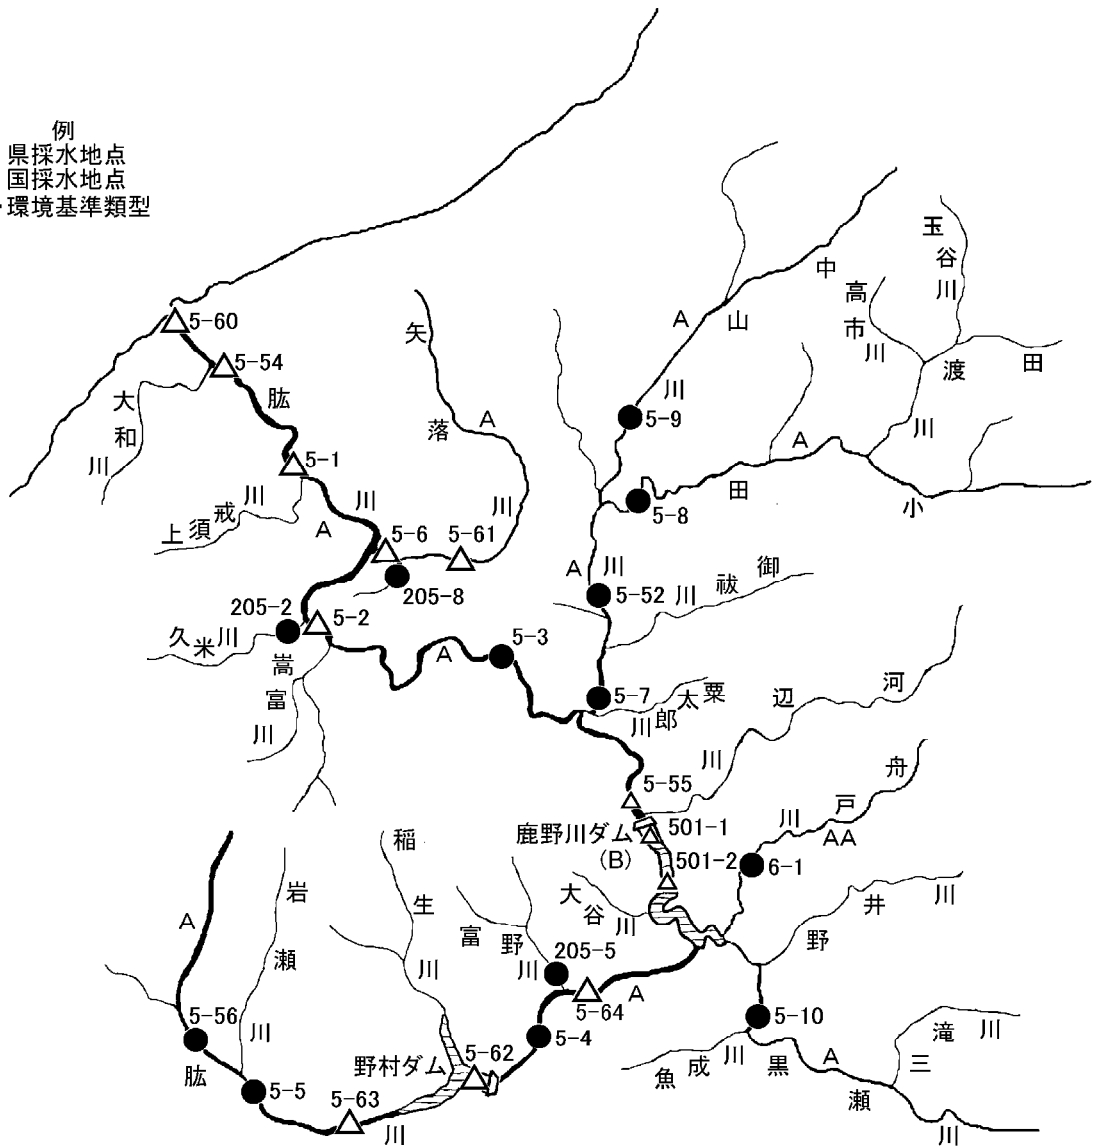 例
県採水地点
国採水地点
環境基準類型
5-60
5-54
大和川
肱川
5-1
上須戒川
A
矢落川
A
5-6
5-61
205-8
205-2
5-2
久米川
嵩富川
A
5-3
中山川
A
5-9
玉谷川
高市川
渡
田川
小田川
A
5-8
A
5-52
御祓川
5-7
粟太郎川
河辺川
5-55
鹿野川ダム
(B)
501-1
501-2
舟戸川
AA
6-1
大谷川
野井川
5-10
魚成川
黒瀬川
A
三滝川
稲生川
富野川
205-5
5-64
A
5-4
野村ダム
5-62
岩瀬川
A
5-56
肱川
5-5
5-63